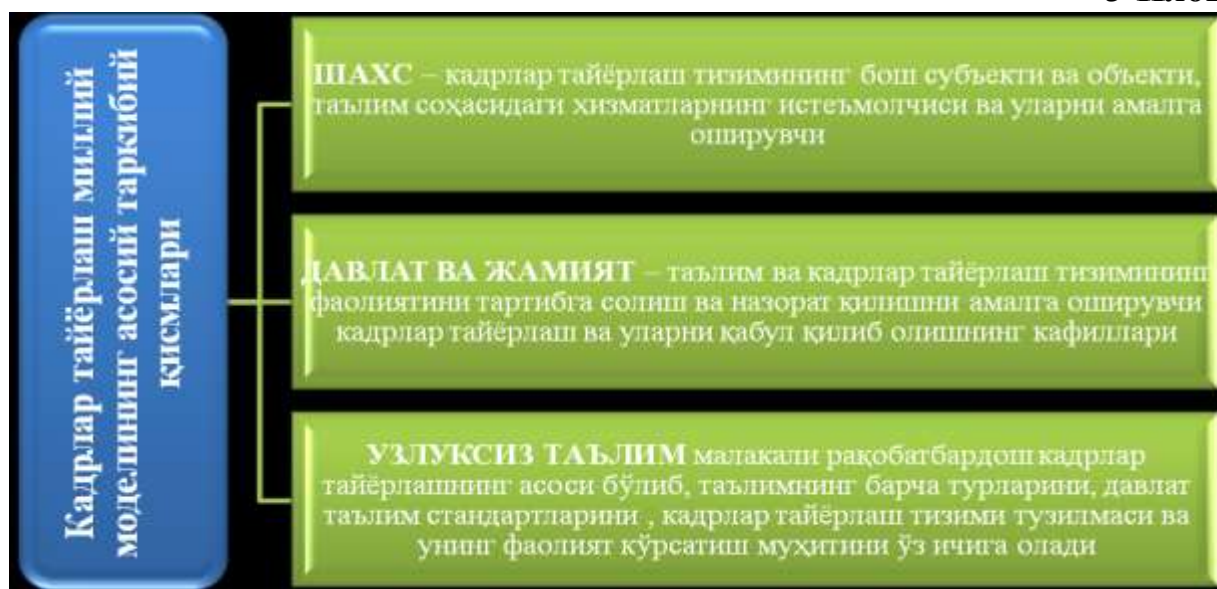 Кадрлар тайёрлаш миллий
моделининг асосий таркибий
қисмлари
ШАХС – кадрлар тайёрлаш тизимининг бош субъекти ва объекти,
таълим соҳасидаги хизматларнинг истеъмолчиси ва уларни амалга
оширувчи
ДАВЛАТ ВА ЖАМИЯТ – таълим ва кадрлар тайёрлаш тизимининг
фаолиятини тартибга солиш ва назорат қилишни амалга оширувчи
кадрлар тайёрлаш ва уларни қабул қилиб олишнинг кафиллари
УЗЛУКСИЗ ТАЪЛИМ малакали рақобатбардош кадрлар
тайёрлашнинг асоси бўлиб, таълимнинг барча турларини, давлат
таълим стандартларини , кадрлар тайёрлаш тизими тузилмаси ва
унинг фаолият кўрсатиш муҳитини ўз ичига олади